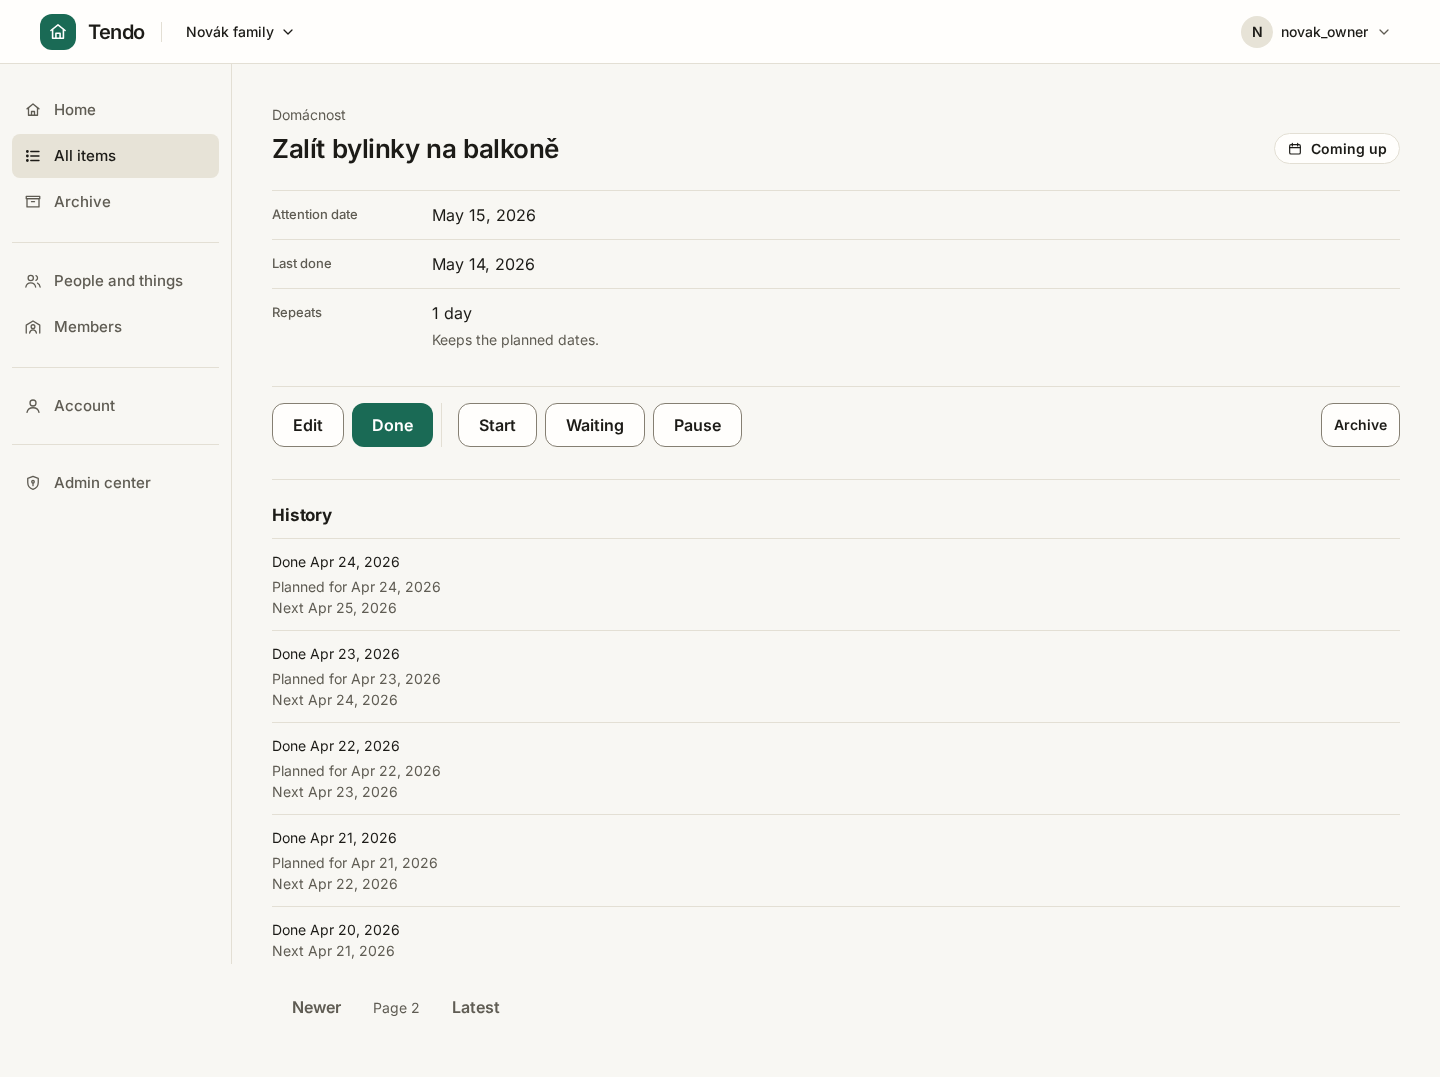 Tendo
Novák family
N
novak_owner
Home
All items
Archive
People and things
Members
Account
Admin center
Domácnost
Zalít bylinky na balkoně
Coming up
Attention date
May 15, 2026
Last done
May 14, 2026
Repeats
1 day
Keeps the planned dates.
Edit
Done
Start
Waiting
Pause
Archive
History
Done Apr 24, 2026
Planned for Apr 24, 2026
Next Apr 25, 2026
Done Apr 23, 2026
Planned for Apr 23, 2026
Next Apr 24, 2026
Done Apr 22, 2026
Planned for Apr 22, 2026
Next Apr 23, 2026
Done Apr 21, 2026
Planned for Apr 21, 2026
Next Apr 22, 2026
Done Apr 20, 2026
Next Apr 21, 2026
Newer
Page 2
Latest